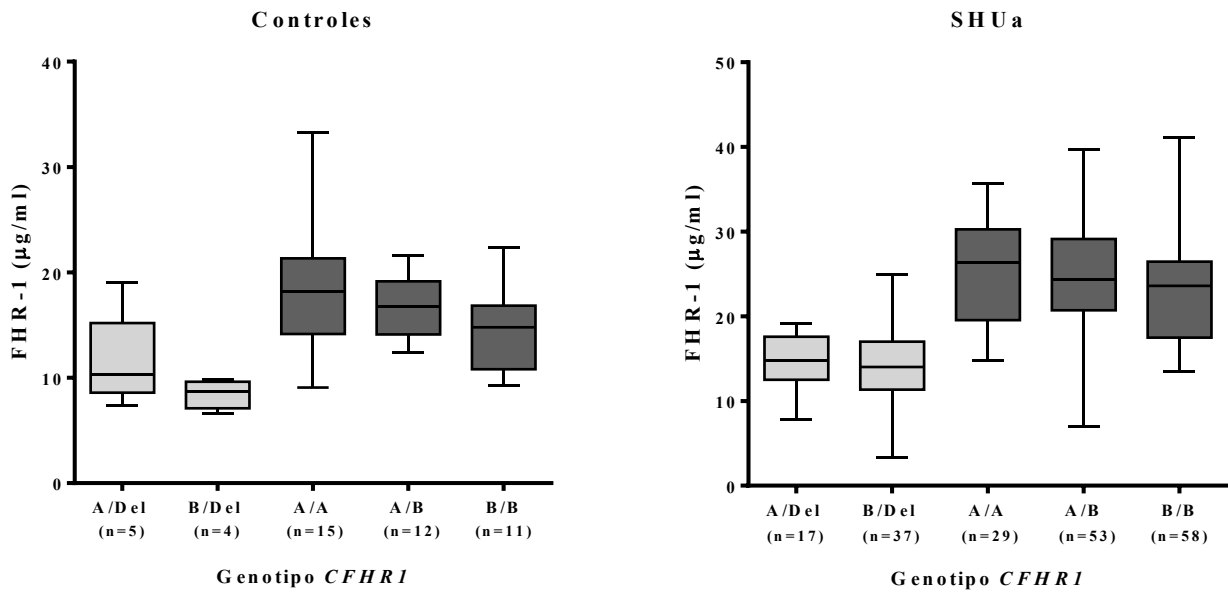 Controles
FHR-1 (µg/ml)
40
30
20
10
0
A/Del B/Del A/A A/B B/B
(n=5) (n=4) (n=15) (n=12) (n=11)
Genotipo CFHR1
SHUa
FHR-1 (µg/ml)
50
40
30
20
10
0
A/Del B/Del A/A A/B B/B
(n=17) (n=37) (n=29) (n=53) (n=58)
Genotipo CFHR1